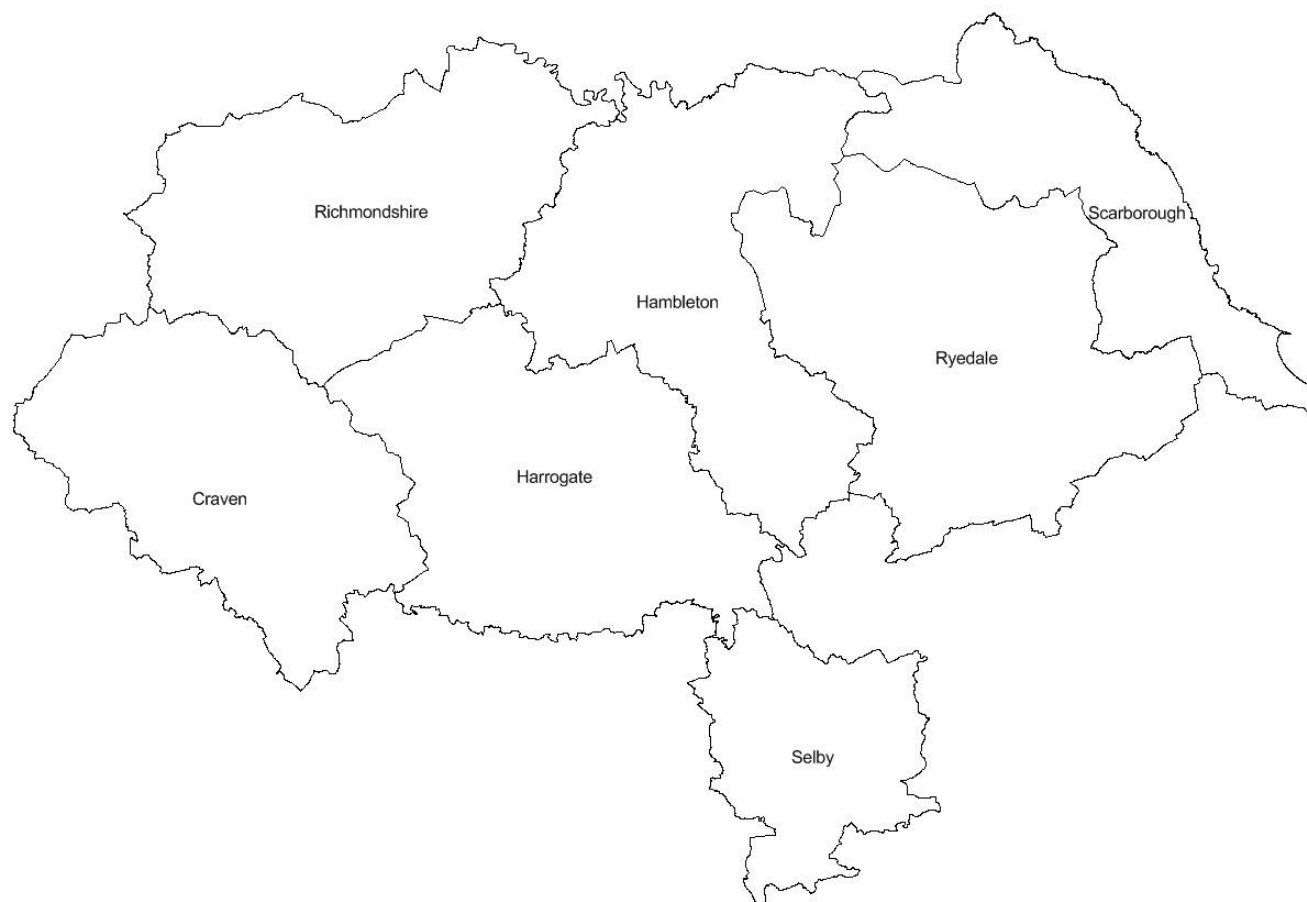 Richmondshire
Scarborough
Hambleton
Ryedale
Harrogate
Craven
Selby